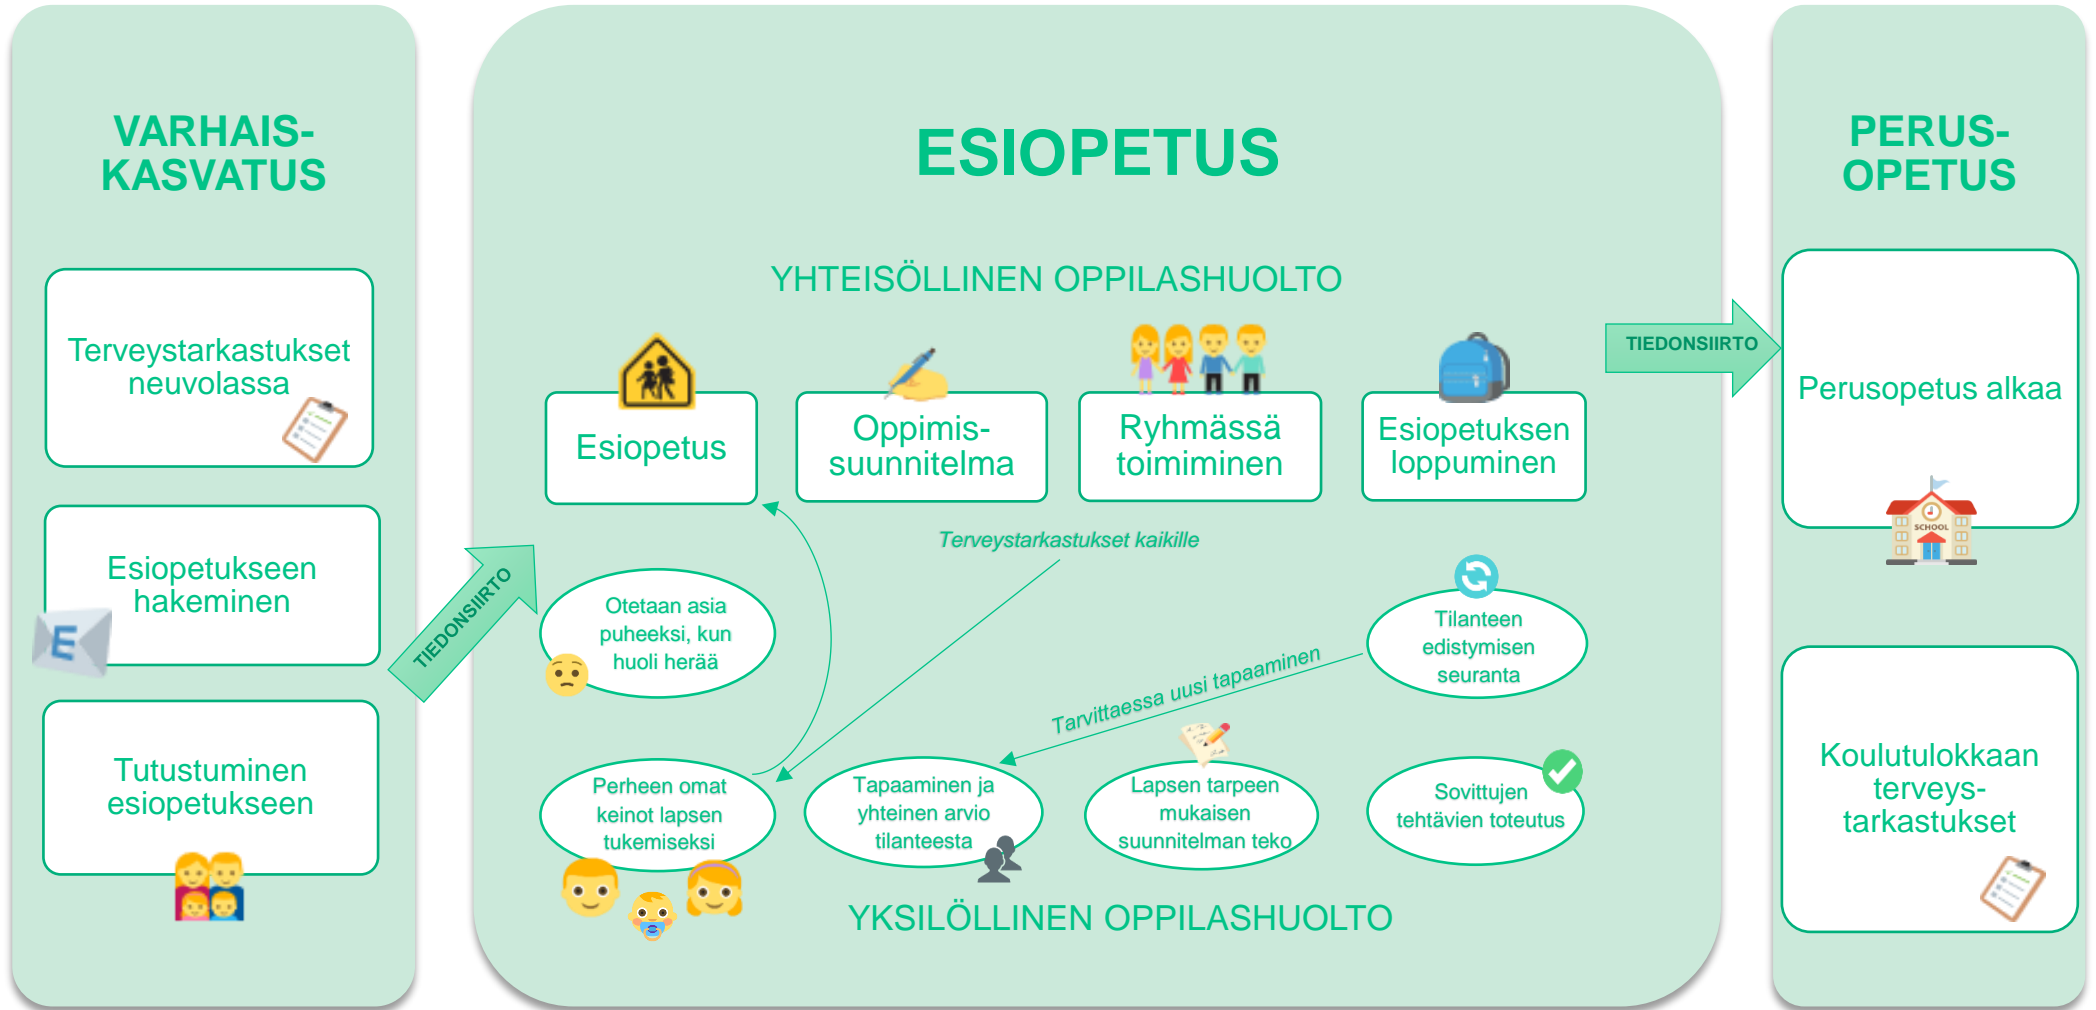 VARHAIS-
KASVATUS
Terveystarkastukset
neuvolassa
Esiopetukseen
hakeminen
E
Tutustuminen
esiopetukseen
TIEDONSIIRTO
ESIOPETUS
YHTEISÖLLINEN OPPILASHUOLTO
Esiopetus
Oppimis-
suunnitelma
Ryhmässä
toimiminen
Esiopetuksen
loppuminen
Terveystarkastukset kaikille
Otetaan asia
puheeksi, kun
huoli herää
Tilanteen
edistymisen
seuranta
Tarvittaessa uusi tapaaminen
Perheen omat
keinot lapsen
tukemiseksi
Tapaaminen ja
yhteinen arvio
tilanteesta
Lapsen tarpeen
mukaisen
suunnitelman teko
Sovittujen
tehtävien toteutus
YKSILÖLLINEN OPPILASHUOLTO
TIEDONSIIRTO
PERUS-
OPETUS
Perusopetus alkaa
SCHOOL
Koulutulokkaan
terveys-
tarkastukset